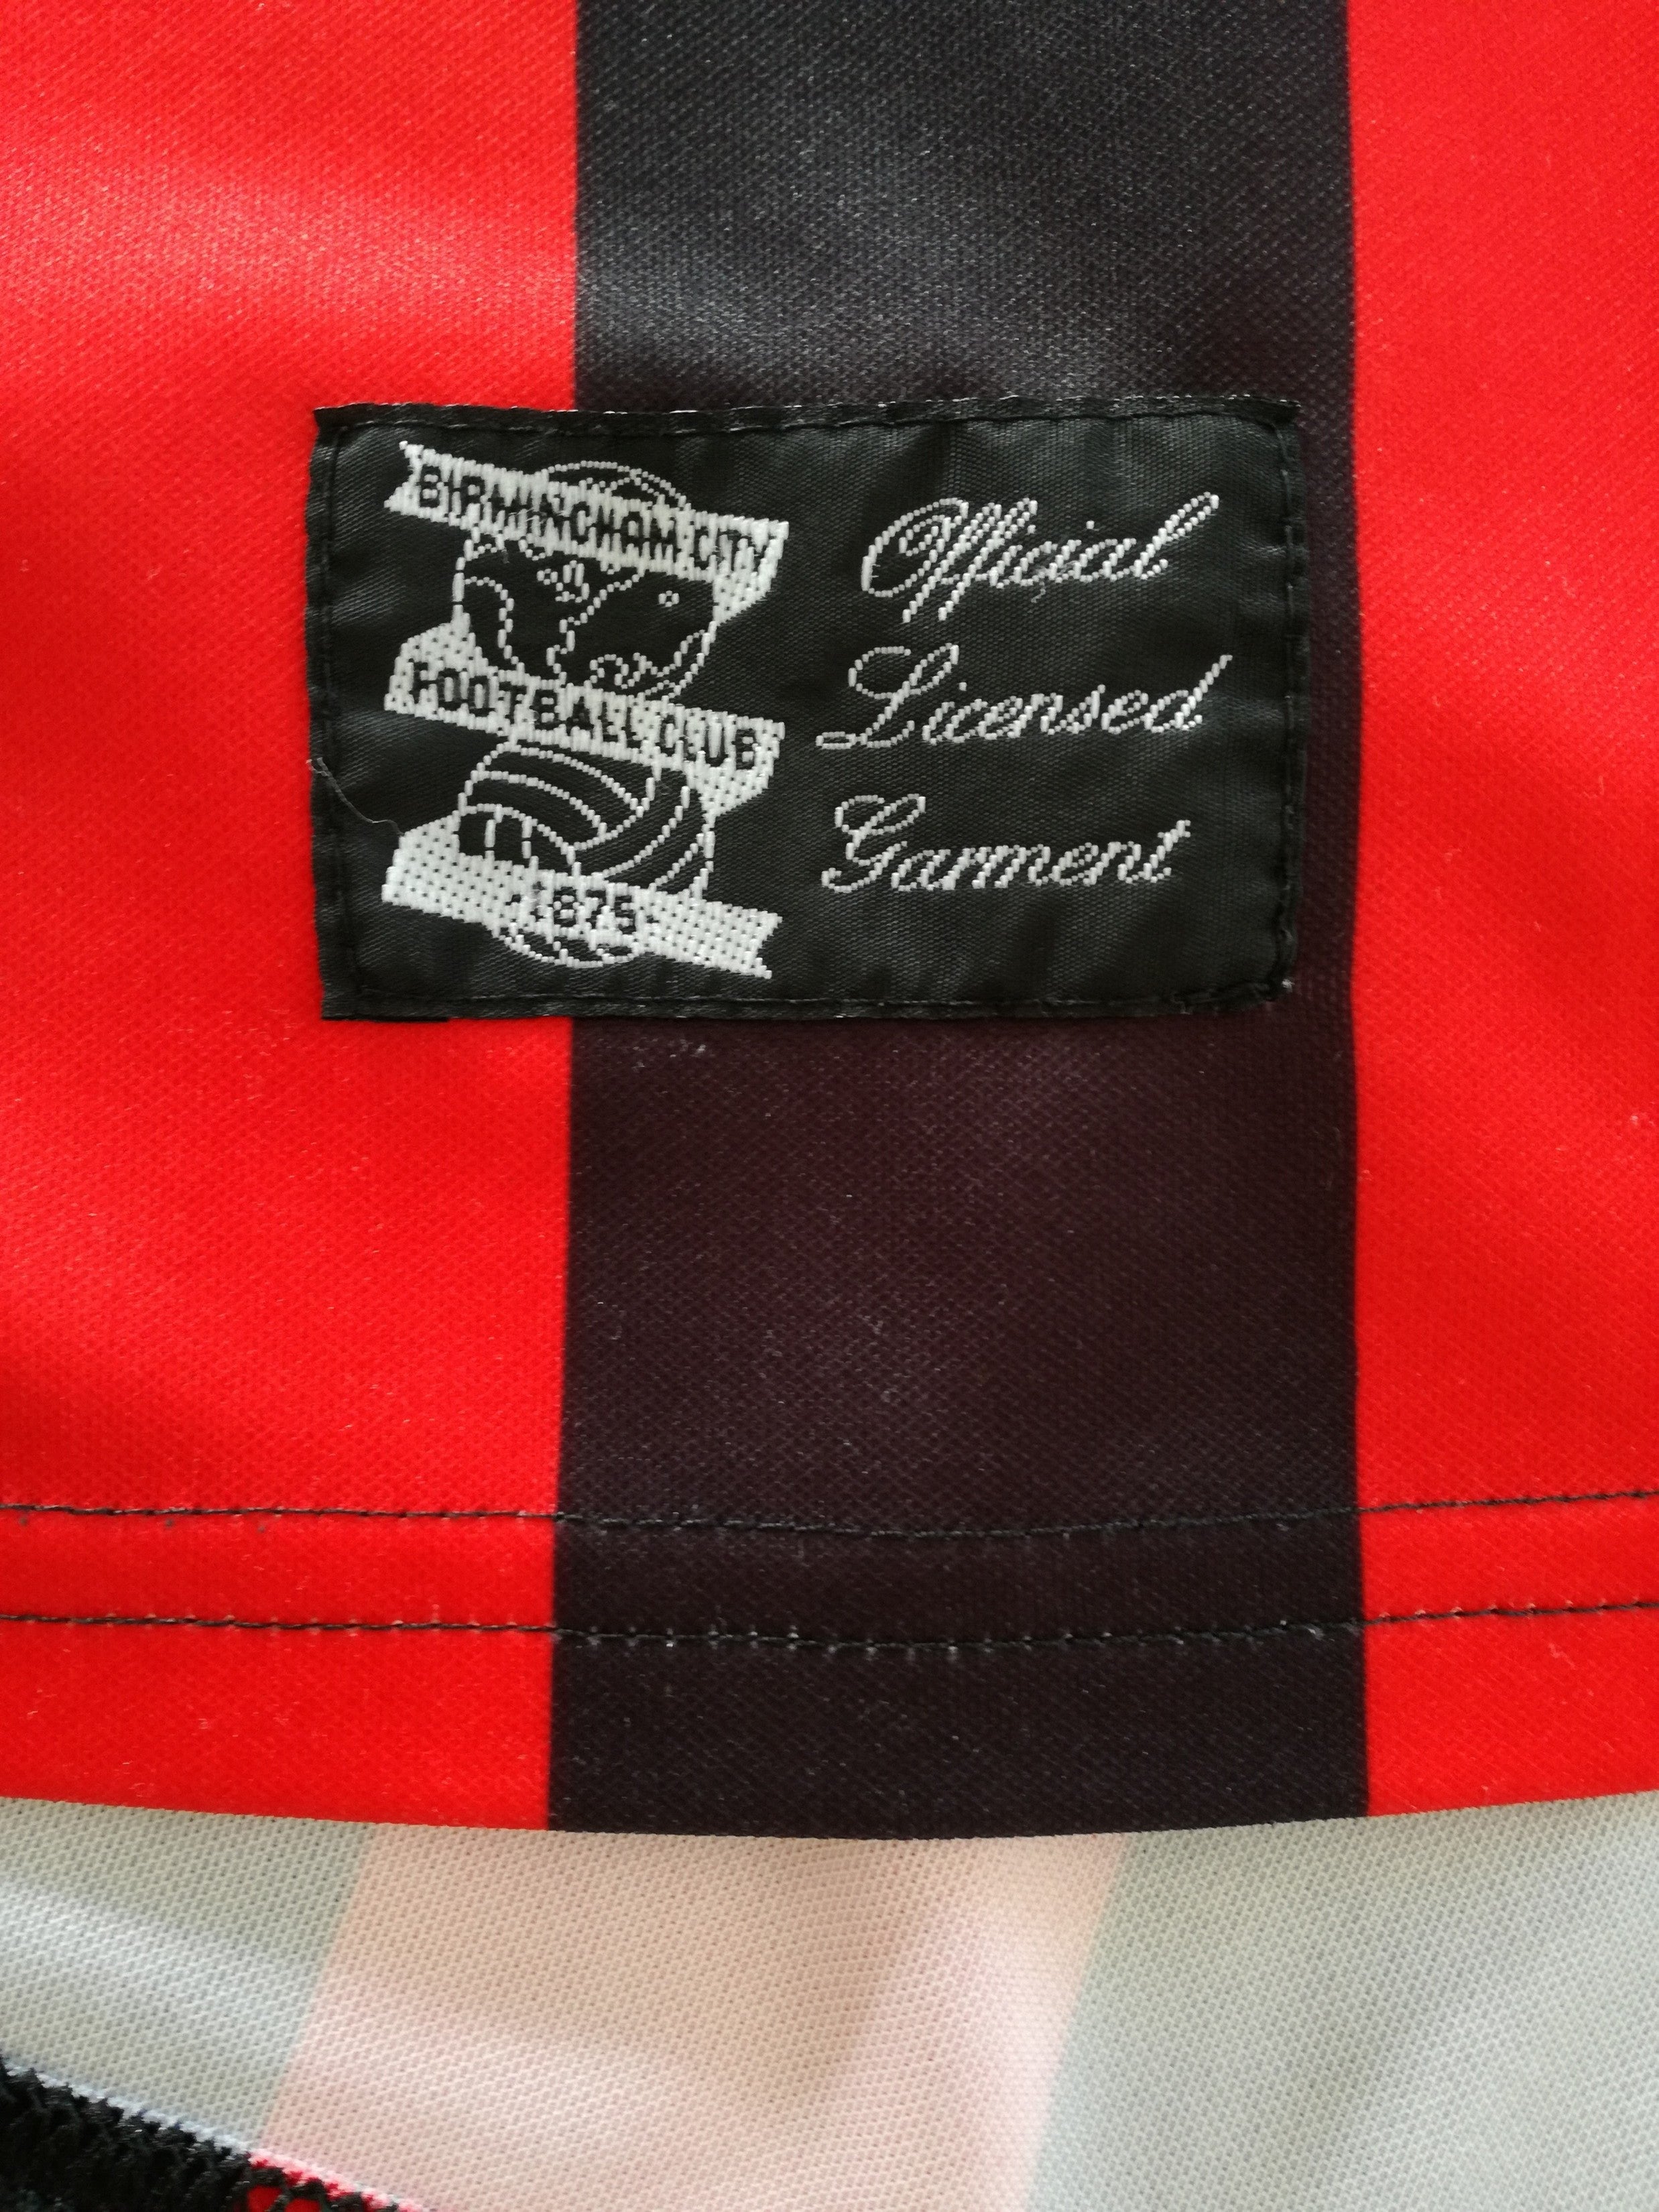 BIRMINGHAM CITY
FOOTBALL CLUB
·1875·
Official
Licensed
Garment